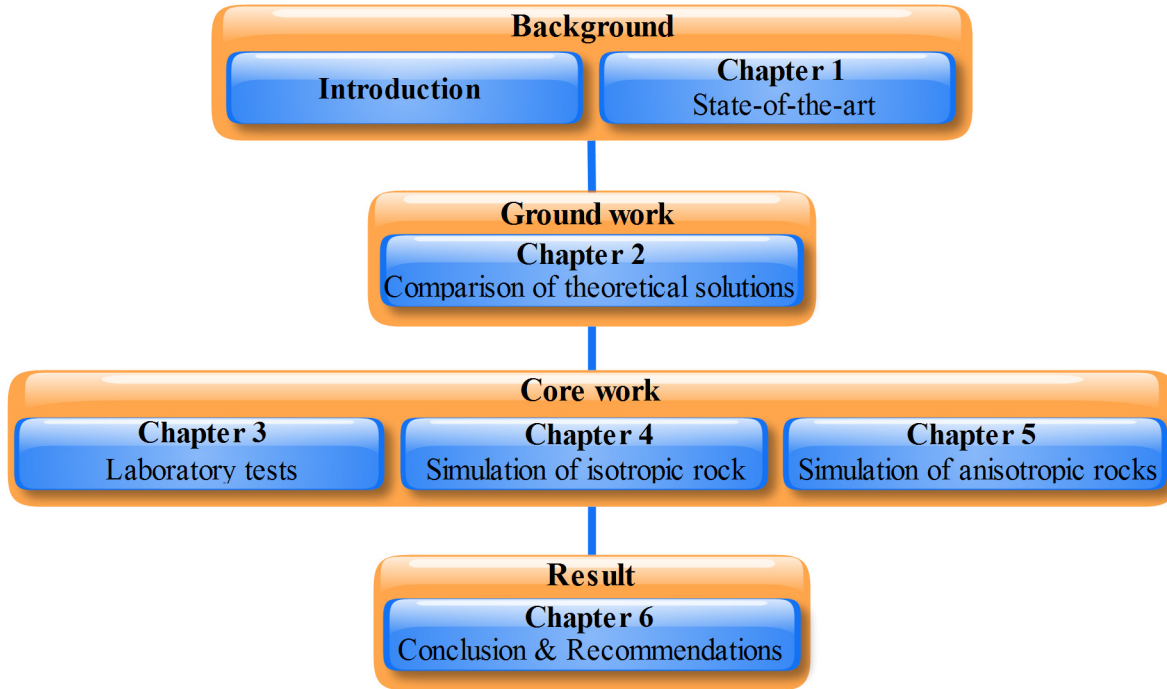 Background
Introduction
Chapter 1
State-of-the-art
Ground work
Chapter 2
Comparison of theoretical solutions
Core work
Chapter 3
Laboratory tests
Chapter 4
Simulation of isotropic rock
Chapter 5
Simulation of anisotropic rocks
Result
Chapter 6
Conclusion & Recommendations